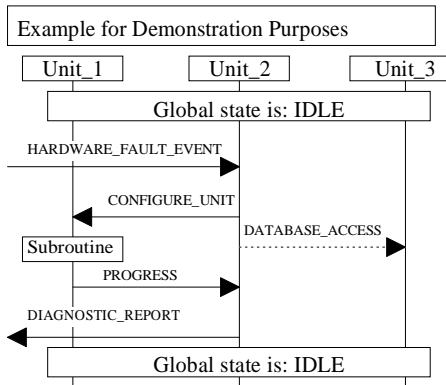 Example for Demonstration Purposes
Unit_1 Unit_2 Unit_3
Global state is: IDLE
HARDWARE_FAULT_EVENT
CONFIGURE_UNIT
Subroutine DATABASE_ACCESS
PROGRESS
DIAGNOSTIC_REPORT
Global state is: IDLE